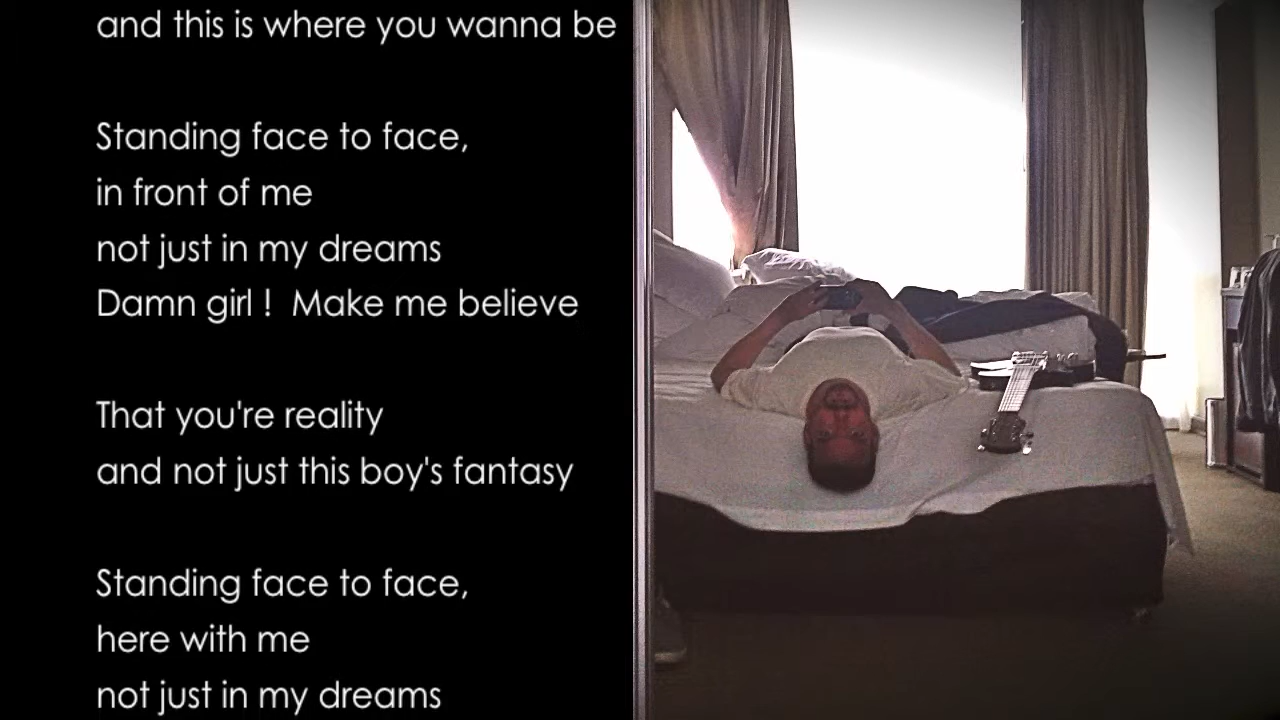 and this is where you wanna be
Standing face to face,
in front of me
not just in my dreams
Damn girl !  Make me believe
That you're reality
and not just this boy's fantasy
Standing face to face,
here with me
not just in my dreams